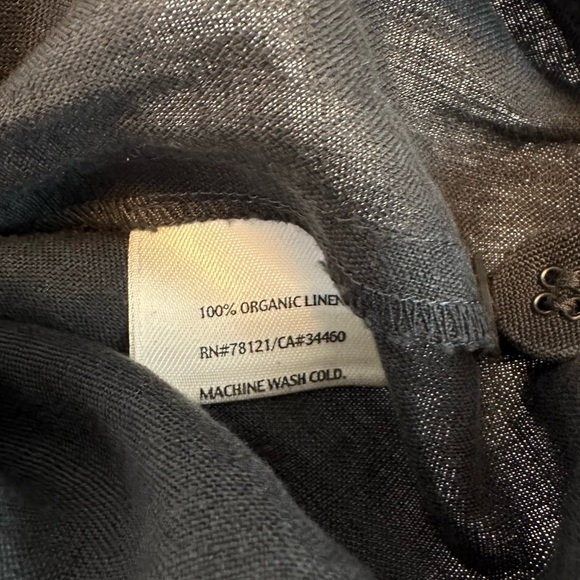 100% ORGANIC LINEN
RN#78121/CA#34460
MACHINE WASH COLD.